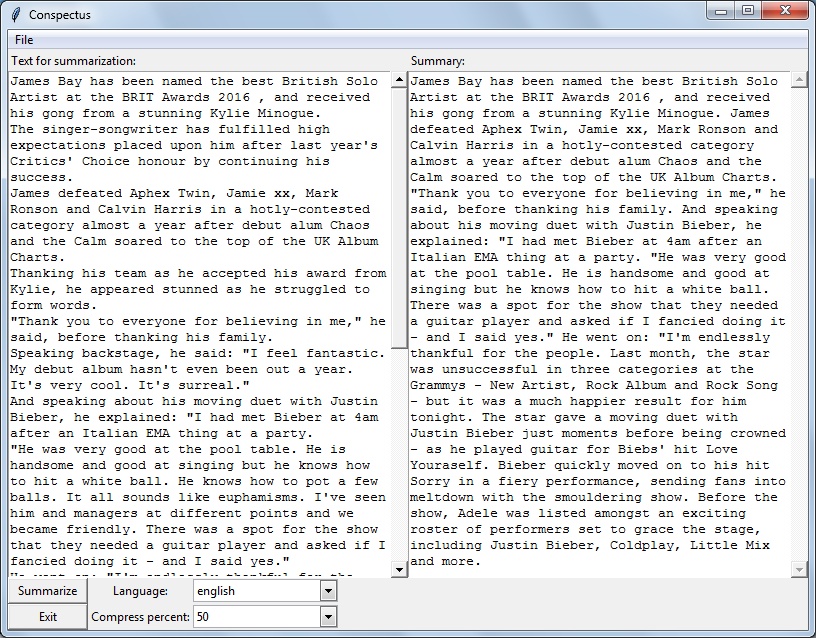 Conspectus
File
Text for summarization:
James Bay has been named the best British Solo
Artist at the BRIT Awards 2016 , and received
his gong from a stunning Kylie Minogue.
The singer-songwriter has fulfilled high
expectations placed upon him after last year's
Critics' Choice honour by continuing his
success.
James defeated Aphex Twin, Jamie xx, Mark
Ronson and Calvin Harris in a hotly-contested
category almost a year after debut alum Chaos
and the Calm soared to the top of the UK Album
Charts.
Thanking his team as he accepted his award from
Kylie, he appeared stunned as he struggled to
form words.
"Thank you to everyone for believing in me," he
said, before thanking his family.
Speaking backstage, he said: "I feel fantastic.
My debut album hasn't even been out a year.
It's very cool. It's surreal."
And speaking about his moving duet with Justin
Bieber, he explained: "I had met Bieber at 4am
after an Italian EMA thing at a party.
"He was very good at the pool table. He is
handsome and good at singing but he knows how
to hit a white ball. He knows how to pot a few
balls. It all sounds like euphamisms. I've seen
him and managers at different points and we
became friendly. There was a spot for the show
that they needed a guitar player and asked if I
fancied doing it - and I said yes."
He went on: "I'm endlessly thankful for the
Summary:
James Bay has been named the best British Solo
Artist at the BRIT Awards 2016 , and received
his gong from a stunning Kylie Minogue. James
defeated Aphex Twin, Jamie xx, Mark Ronson and
Calvin Harris in a hotly-contested category
almost a year after debut alum Chaos and the
Calm soared to the top of the UK Album Charts.
"Thank you to everyone for believing in me," he
said, before thanking his family. And speaking
about his moving duet with Justin Bieber, he
explained: "I had met Bieber at 4am after an
Italian EMA thing at a party. "He was very good
at the pool table. He is handsome and good at
singing but he knows how to hit a white ball.
There was a spot for the show that they needed
a guitar player and asked if I fancied doing it
- and I said yes." He went on: "I'm endlessly
thankful for the people. Last month, the star
was unsuccessful in three categories at the
Grammys - New Artist, Rock Album and Rock Song
- but it was a much happier result for him
tonight. The star gave a moving duet with
Justin Bieber just moments before being crowned
- as he played guitar for Biebs' hit Love
Youraself. Bieber quickly moved on to his hit
Sorry in a fiery performance, sending fans into
meltdown with the smouldering show. Before the
show, Adele was listed amongst an exciting
roster of performers set to grace the stage,
including Justin Bieber, Coldplay, Little Mix
and more.
Summarize
Language:
english
Exit
Compress percent:
50